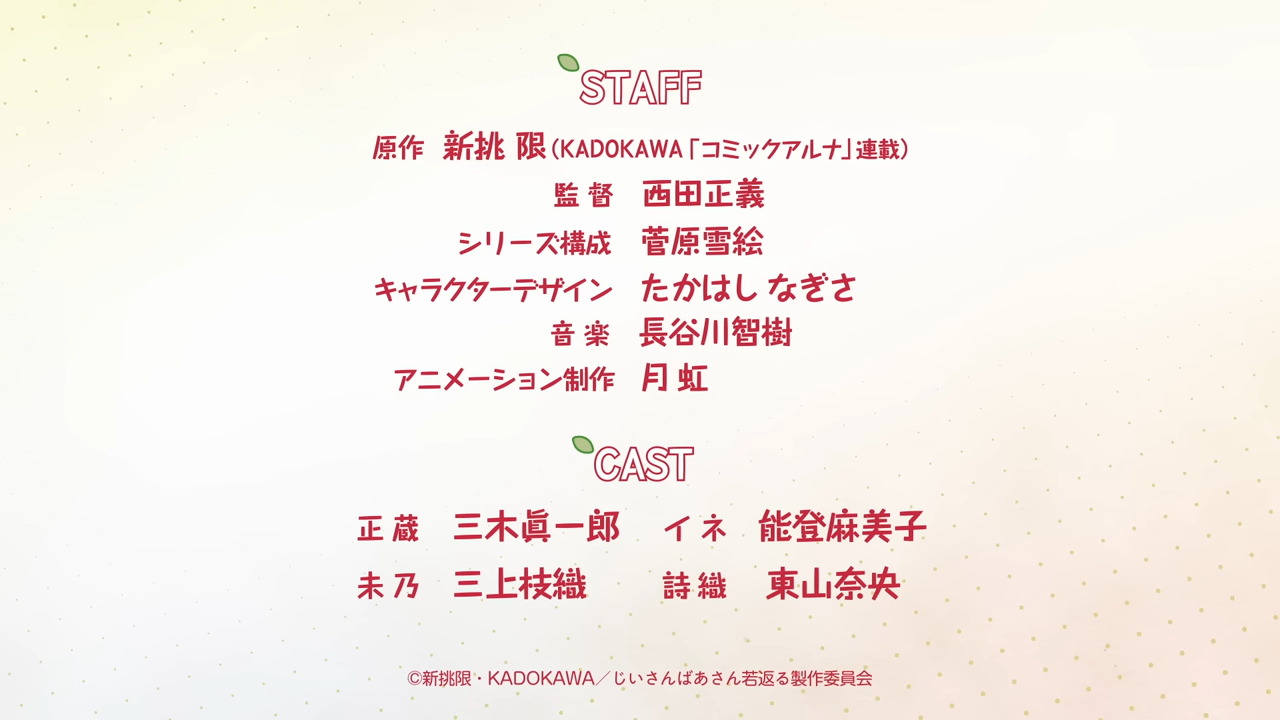 STAFF
原作 新挑 限(KADOKAWA「コミックアルナ」連載)
監督 西田正義
シリーズ構成 菅原雪絵
キャラクターデザイン たかはし なぎさ
音楽 長谷川智樹
アニメーション制作 月虹
CAST
正蔵 三木眞一郎 イネ 能登麻美子
未乃 三上枝織 詩織 東山奈央
©新挑限・KADOKAWA／じいさんばあさん若返る製作委員会